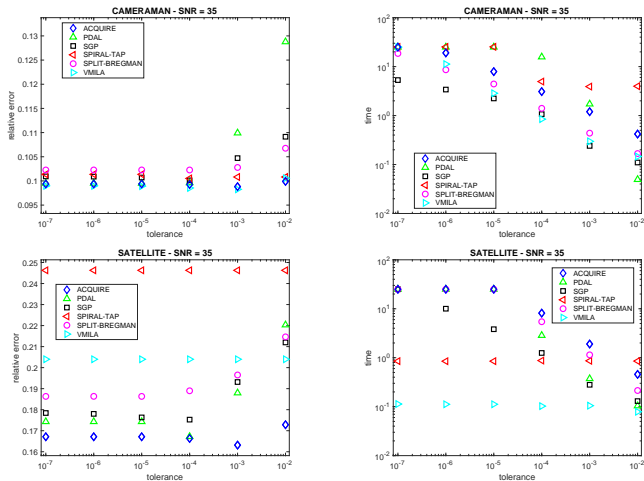 CAMERAMAN - SNR = 35
relative error
0.13
0.125
0.12
0.115
0.11
0.105
0.1
0.095
ACQUIRE
PDAL
SGP
SPIRAL-TAP
SPLIT-BREGMAN
VMILA
10^-7 10^-6 10^-5 10^-4 10^-3 10^-2
tolerance
CAMERAMAN - SNR = 35
time
10^2
10^1
10^0
10^-1
10^-2
ACQUIRE
PDAL
SGP
SPIRAL-TAP
SPLIT-BREGMAN
VMILA
10^-7 10^-6 10^-5 10^-4 10^-3 10^-2
tolerance
SATELLITE - SNR = 35
relative error
0.25
0.24
0.23
0.22
0.21
0.2
0.19
0.18
0.17
0.16
ACQUIRE
PDAL
SGP
SPIRAL-TAP
SPLIT-BREGMAN
VMILA
10^-7 10^-6 10^-5 10^-4 10^-3 10^-2
tolerance
SATELLITE - SNR = 35
time
10^2
10^1
10^0
10^-1
10^-2
ACQUIRE
PDAL
SGP
SPIRAL-TAP
SPLIT-BREGMAN
VMILA
10^-7 10^-6 10^-5 10^-4 10^-3 10^-2
tolerance